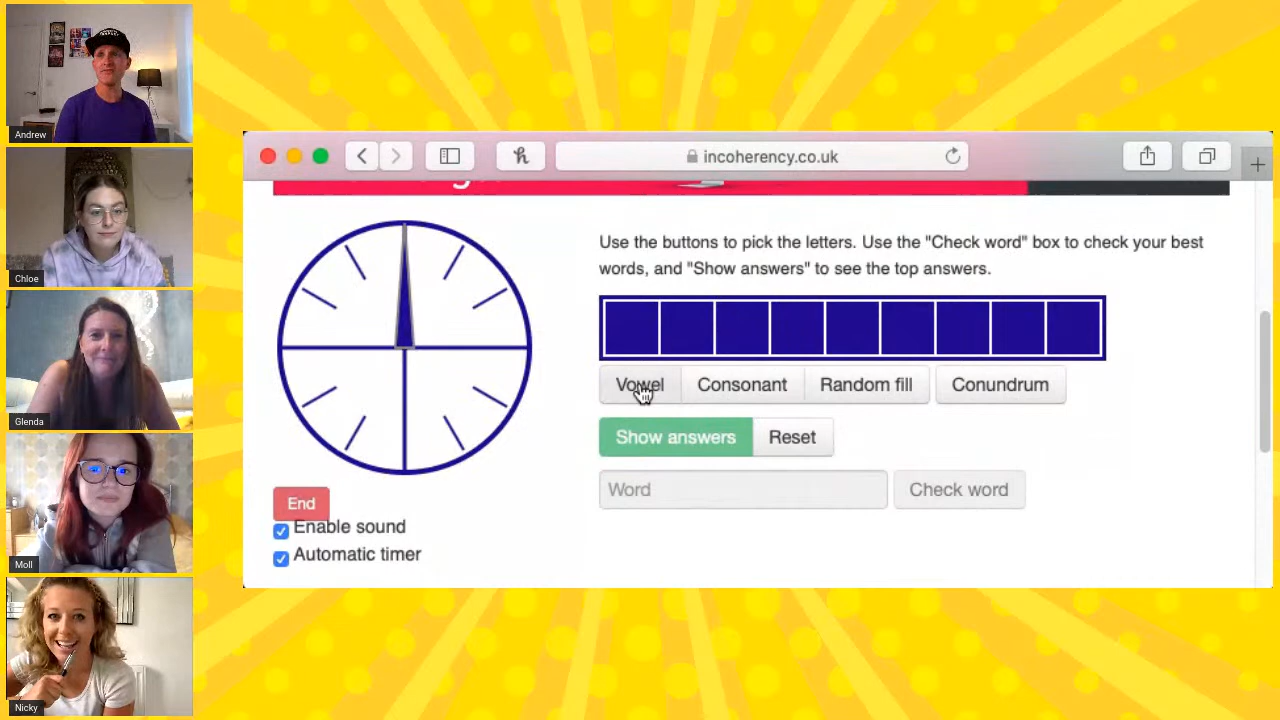 Andrew
Chloe
Glenda
Moll
Nicky
incoherency.co.uk
Use the buttons to pick the letters. Use the "Check word" box to check your best
words, and "Show answers" to see the top answers.
Vowel Consonant Random fill Conundrum
Show answers Reset
Word Check word
End
Enable sound
Automatic timer